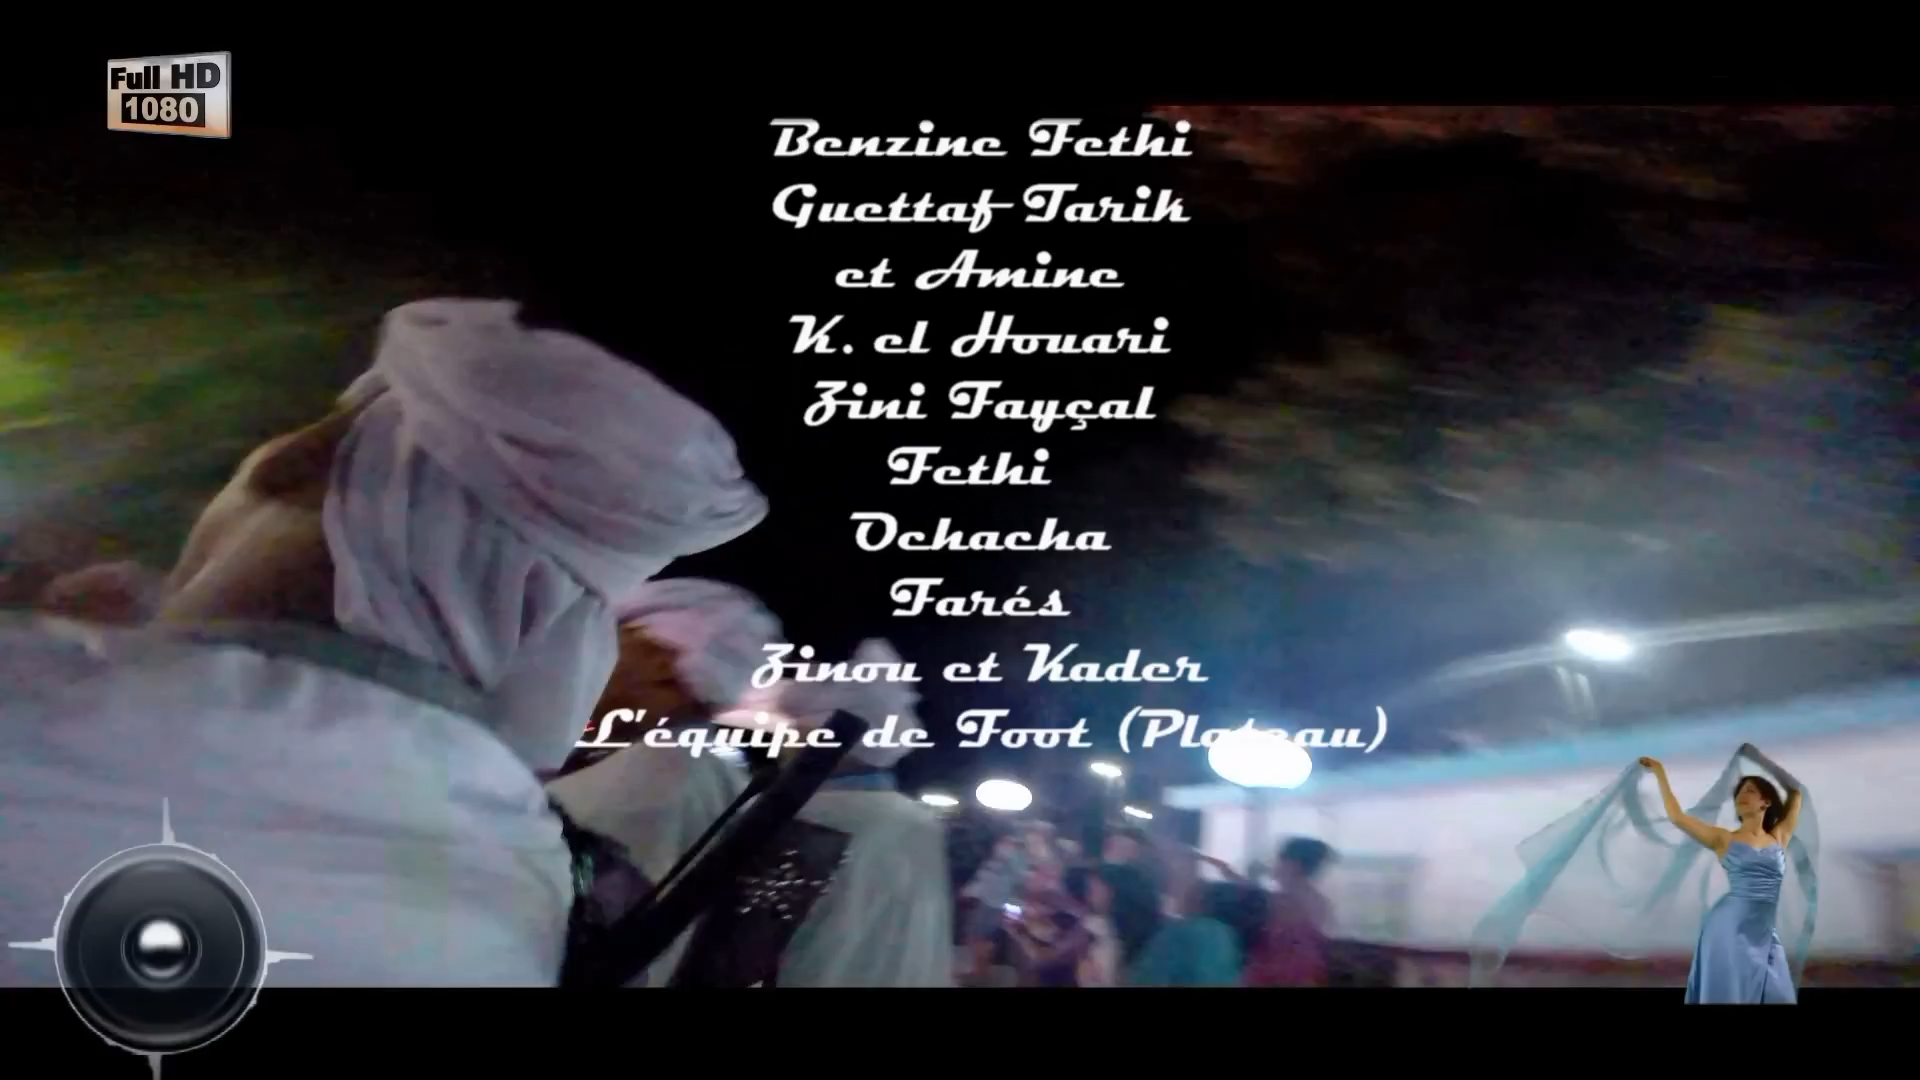 Full HD
1080
Benzine Fethi
Guettaf Tarik
et Amine
K. el Houari
Zini Fayçal
Fethi
Ochacha
Farés
Zinou et Kader
L'équipe de Foot (Plateau)